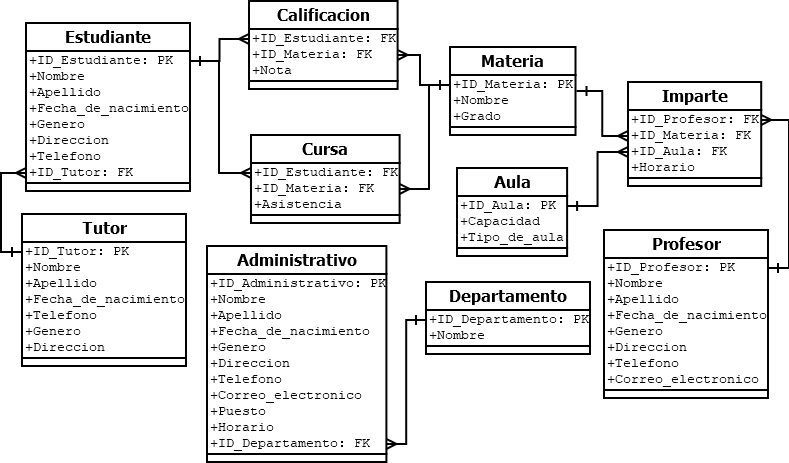 Estudiante
+ID_Estudiante: PK
+Nombre
+Apellido
+Fecha_de_nacimiento
+Genero
+Direccion
+Telefono
+ID_Tutor: FK
Calificacion
+ID_Estudiante: FK
+ID_Materia: FK
+Nota
Materia
+ID_Materia: PK
+Nombre
+Grado
Imparte
+ID_Profesor: FK
+ID_Materia: FK
+ID_Aula: FK
+Horario
Cursa
+ID_Estudiante: FK
+ID_Materia: FK
+Asistencia
Aula
+ID_Aula: PK
+Capacidad
+Tipo_de_aula
Tutor
+ID_Tutor: PK
+Nombre
+Apellido
+Fecha_de_nacimiento
+Telefono
+Genero
+Direccion
Administrativo
+ID_Administrativo: PK
+Nombre
+Apellido
+Fecha_de_nacimiento
+Genero
+Direccion
+Telefono
+Correo_electronico
+Puesto
+Horario
+ID_Departamento: FK
Departamento
+ID_Departamento: PK
+Nombre
Profesor
+ID_Profesor: PK
+Nombre
+Apellido
+Fecha_de_nacimiento
+Genero
+Direccion
+Telefono
+Correo_electronico